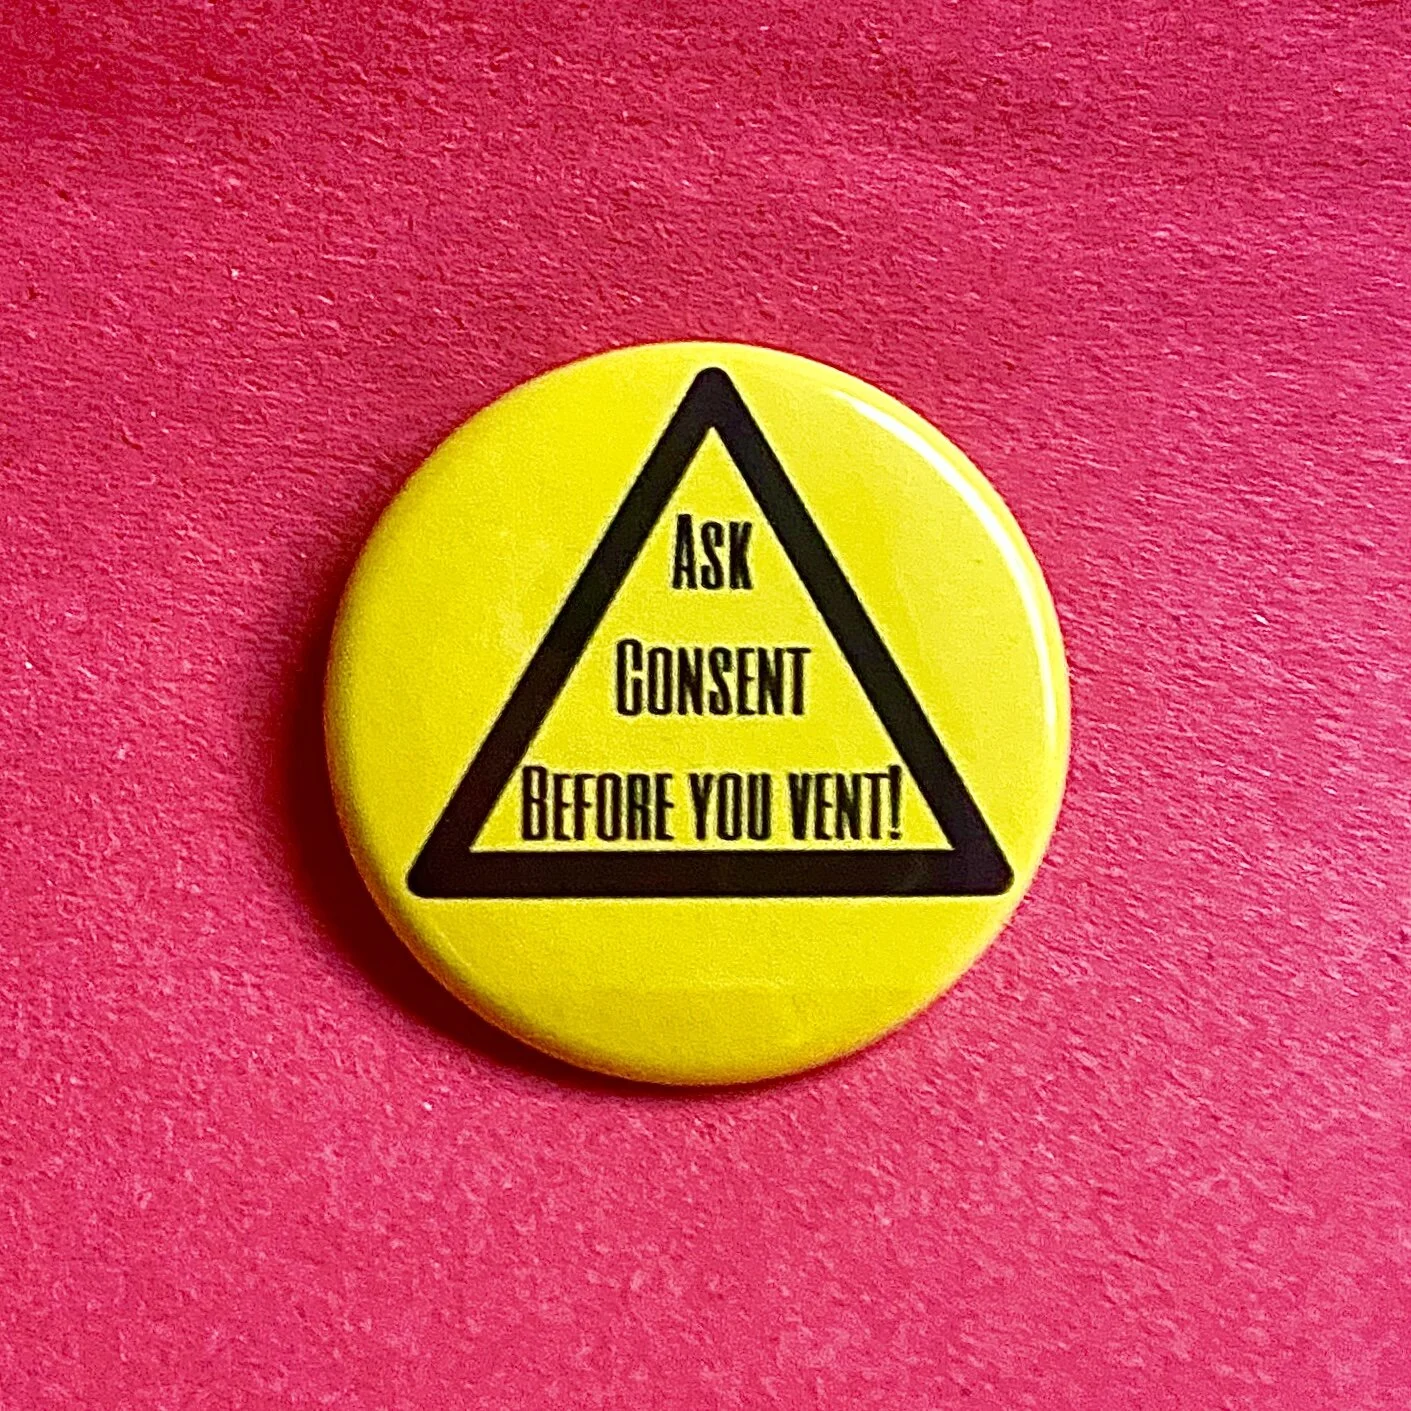 Ask
Consent
Before you vent!